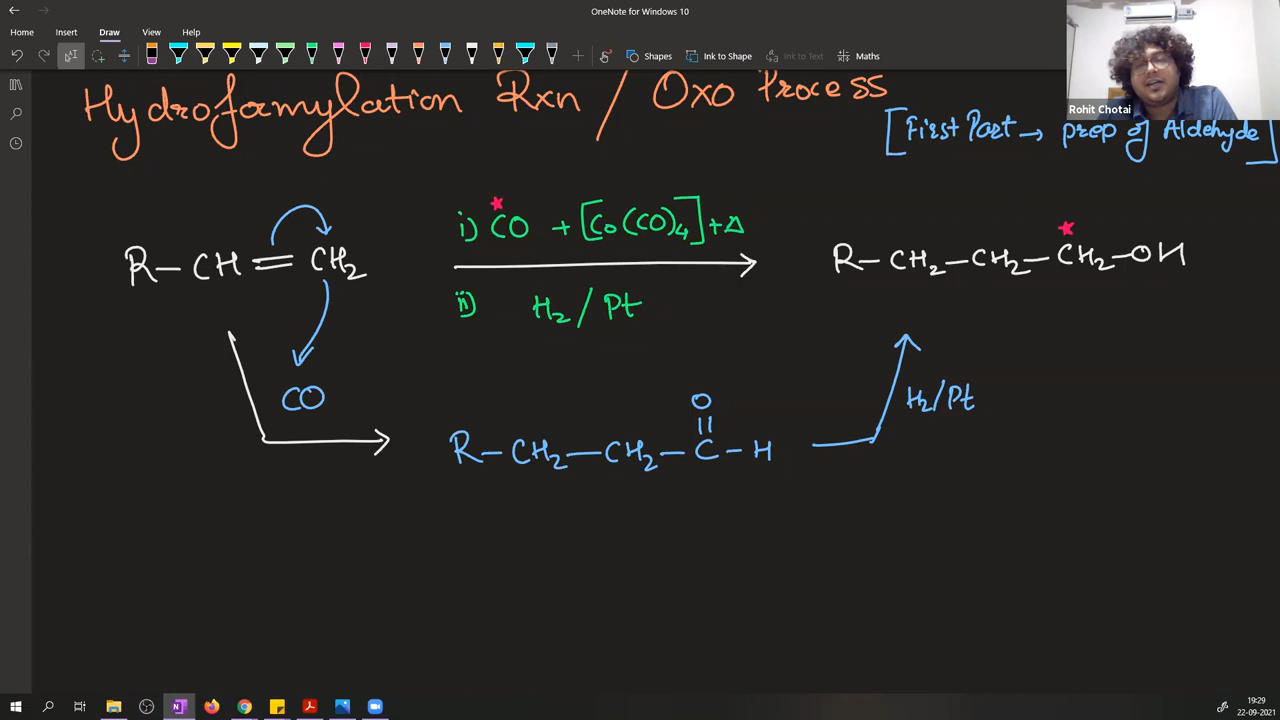 OneNote for Windows 10
Home Insert Draw View Help
Shapes Ink to Shape Ink to Text Maths
Rohit Chotai
Hydroformylation Rxn / Oxo Process
[First Part → prep of Aldehyde]
i) CO + [Co(CO)4] + Δ
R–CH=CH2
R–CH2–CH2–CH2–OH
ii) H2/Pt
CO
H2/Pt
O
R–CH2–CH2–C–H
19:29
22-09-2021